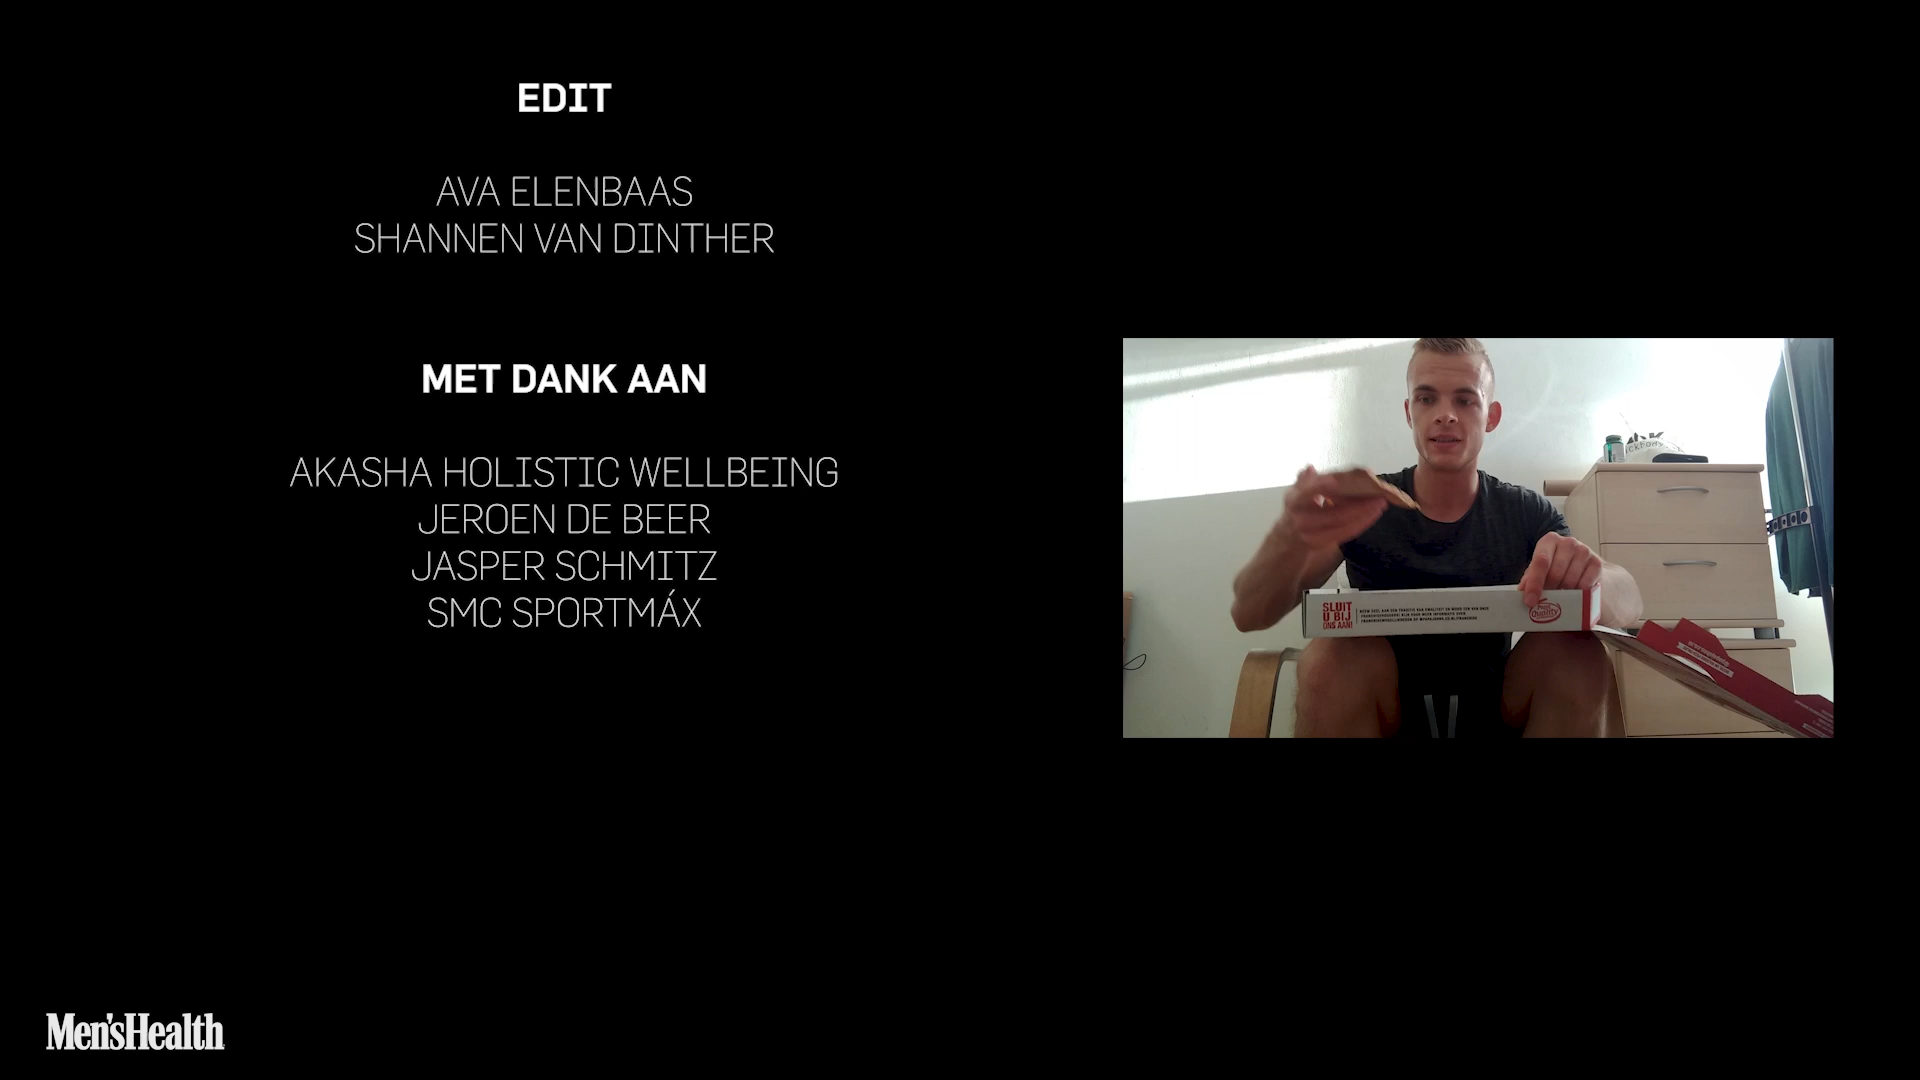 EDIT
AVA ELENBAAS
SHANNEN VAN DINTHER
MET DANK AAN
AKASHA HOLISTIC WELLBEING
JEROEN DE BEER
JASPER SCHMITZ
SMC SPORTMÁX
SLUIT
U BIJ
ONS AAN!
Quality
Men'sHealth